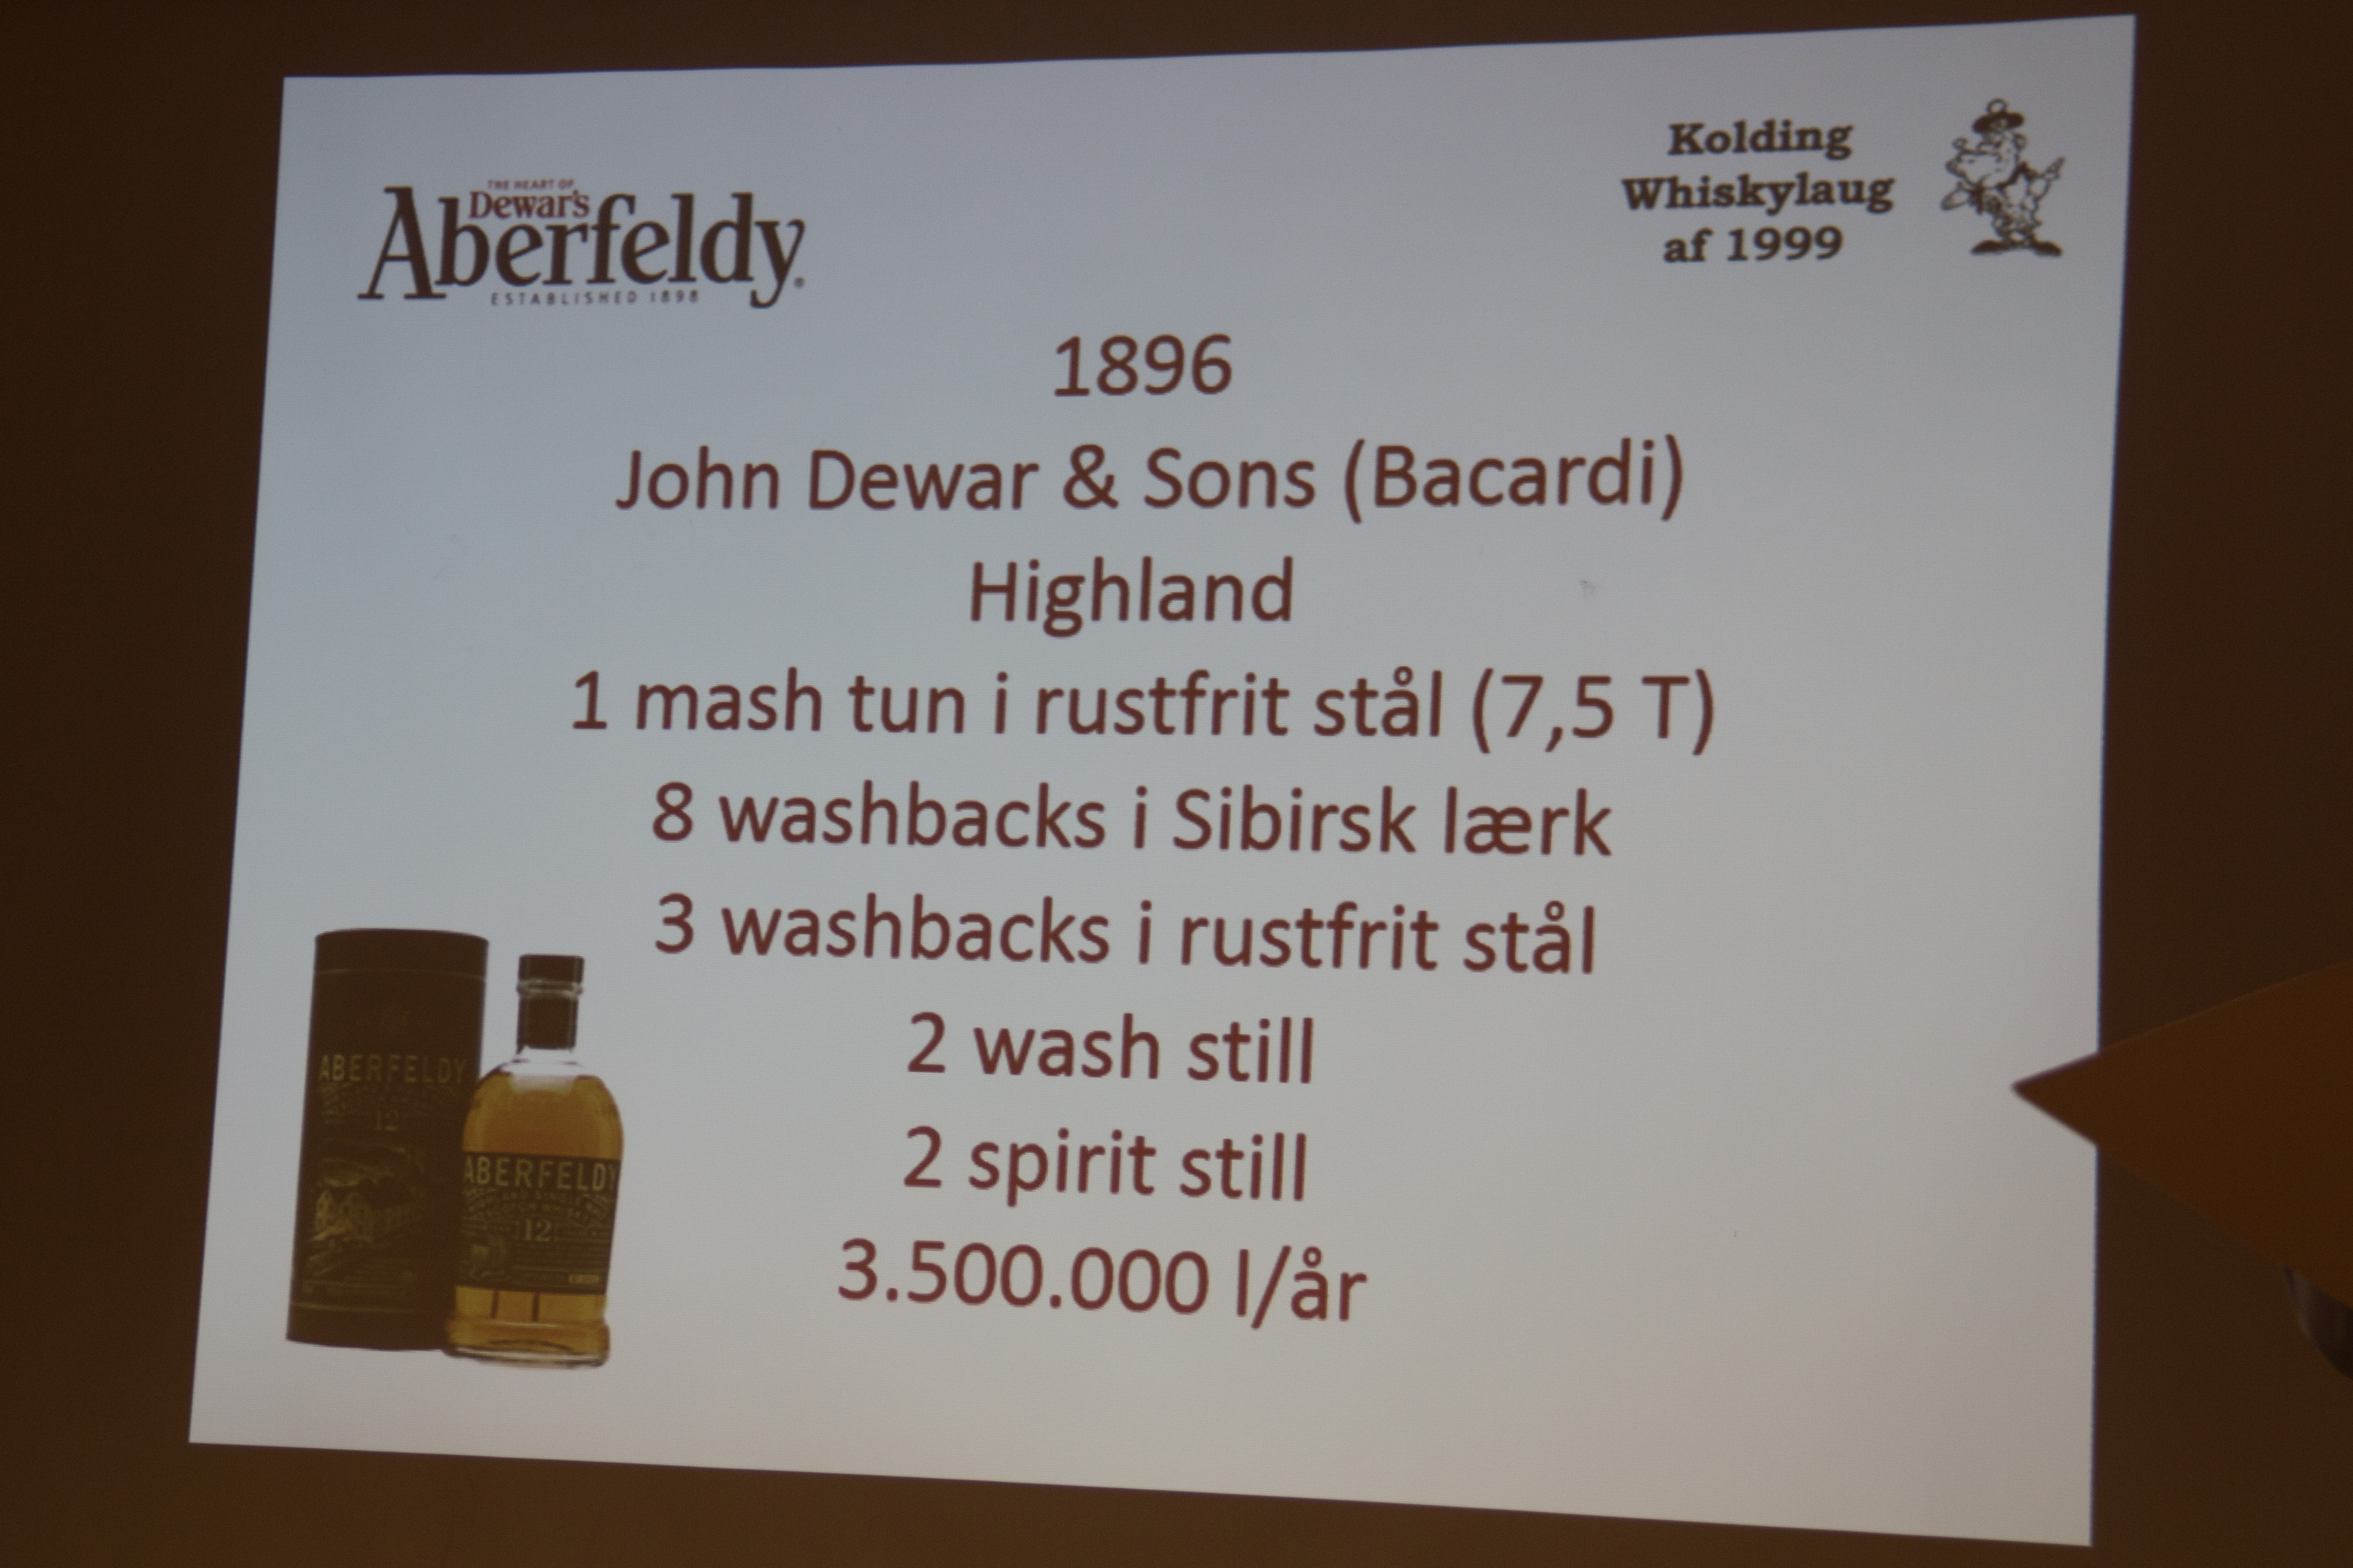 THE HEART OF
Dewar's
Aberfeldy
ESTABLISHED 1898
Kolding
Whiskylaug
af 1999
1896
John Dewar & Sons (Bacardi)
Highland
1 mash tun i rustfrit stål (7,5 T)
8 washbacks i Sibirsk lærk
3 washbacks i rustfrit stål
2 wash still
2 spirit still
3.500.000 l/år
ABERFELDY
12
ABERFELDY
SCOTCH WHISKY
12